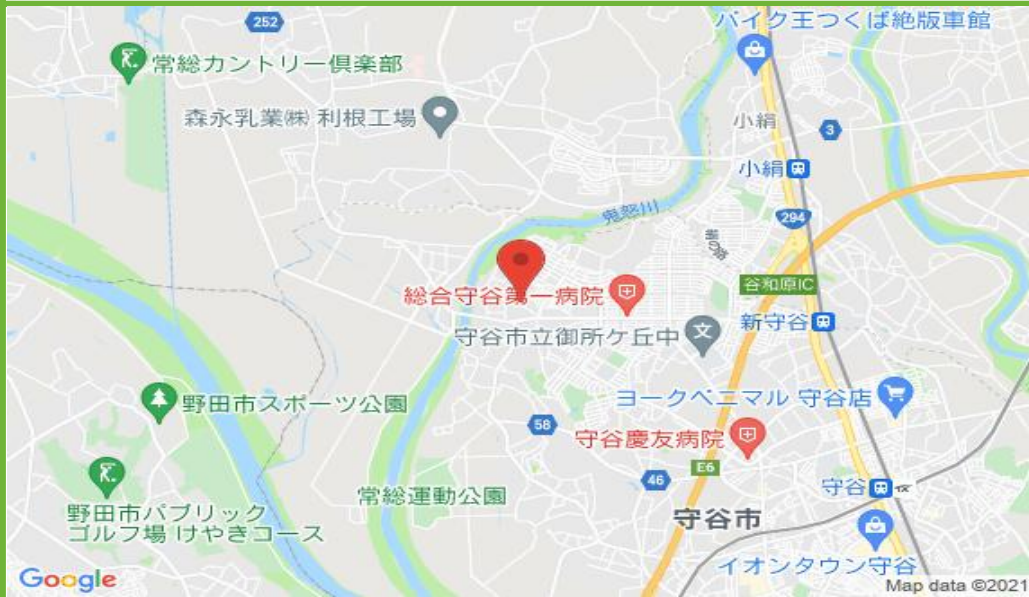 252
バイク王つくば絶版車館
常総カントリー倶楽部
森永乳業㈱ 利根工場
小絹
3
小絹
鬼怒川
294
谷和原IC
総合守谷第一病院
守谷市立御所ケ丘中
新守谷
ヨークベニマル 守谷店
野田市スポーツ公園
58
守谷慶友病院
E6
46
守谷
常総運動公園
野田市パブリック
ゴルフ場 けやきコース
守谷市
イオンタウン守谷
Google
Map data ©2021